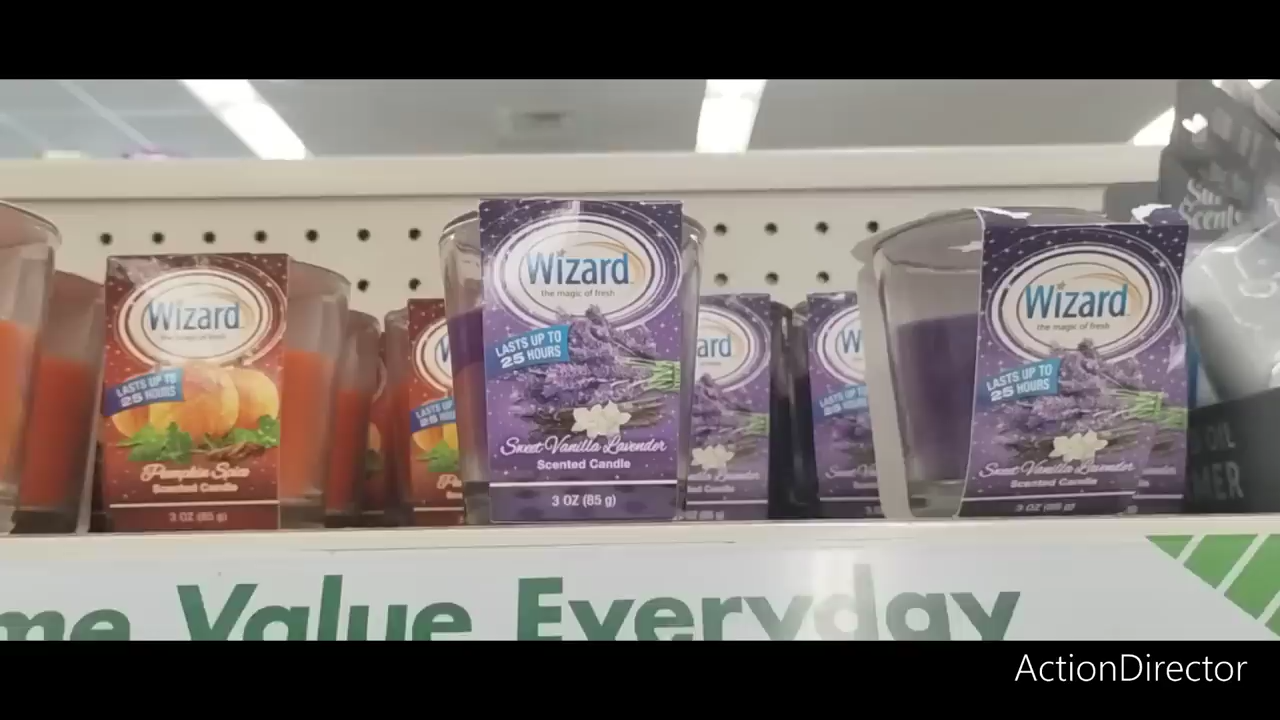 Wizard
the magic of fresh
LASTS UP TO
25 HOURS
Pumpkin Spice
Scented Candle
3 OZ (85 g)
Wizard
the magic of fresh
LASTS UP TO
25 HOURS
Sweet Vanilla Lavender
Scented Candle
3 OZ (85 g)
Wizard
the magic of fresh
LASTS UP TO
25 HOURS
Sweet Vanilla Lavender
Scented Candle
3 OZ (85 g)
me Value Everyday
ActionDirector